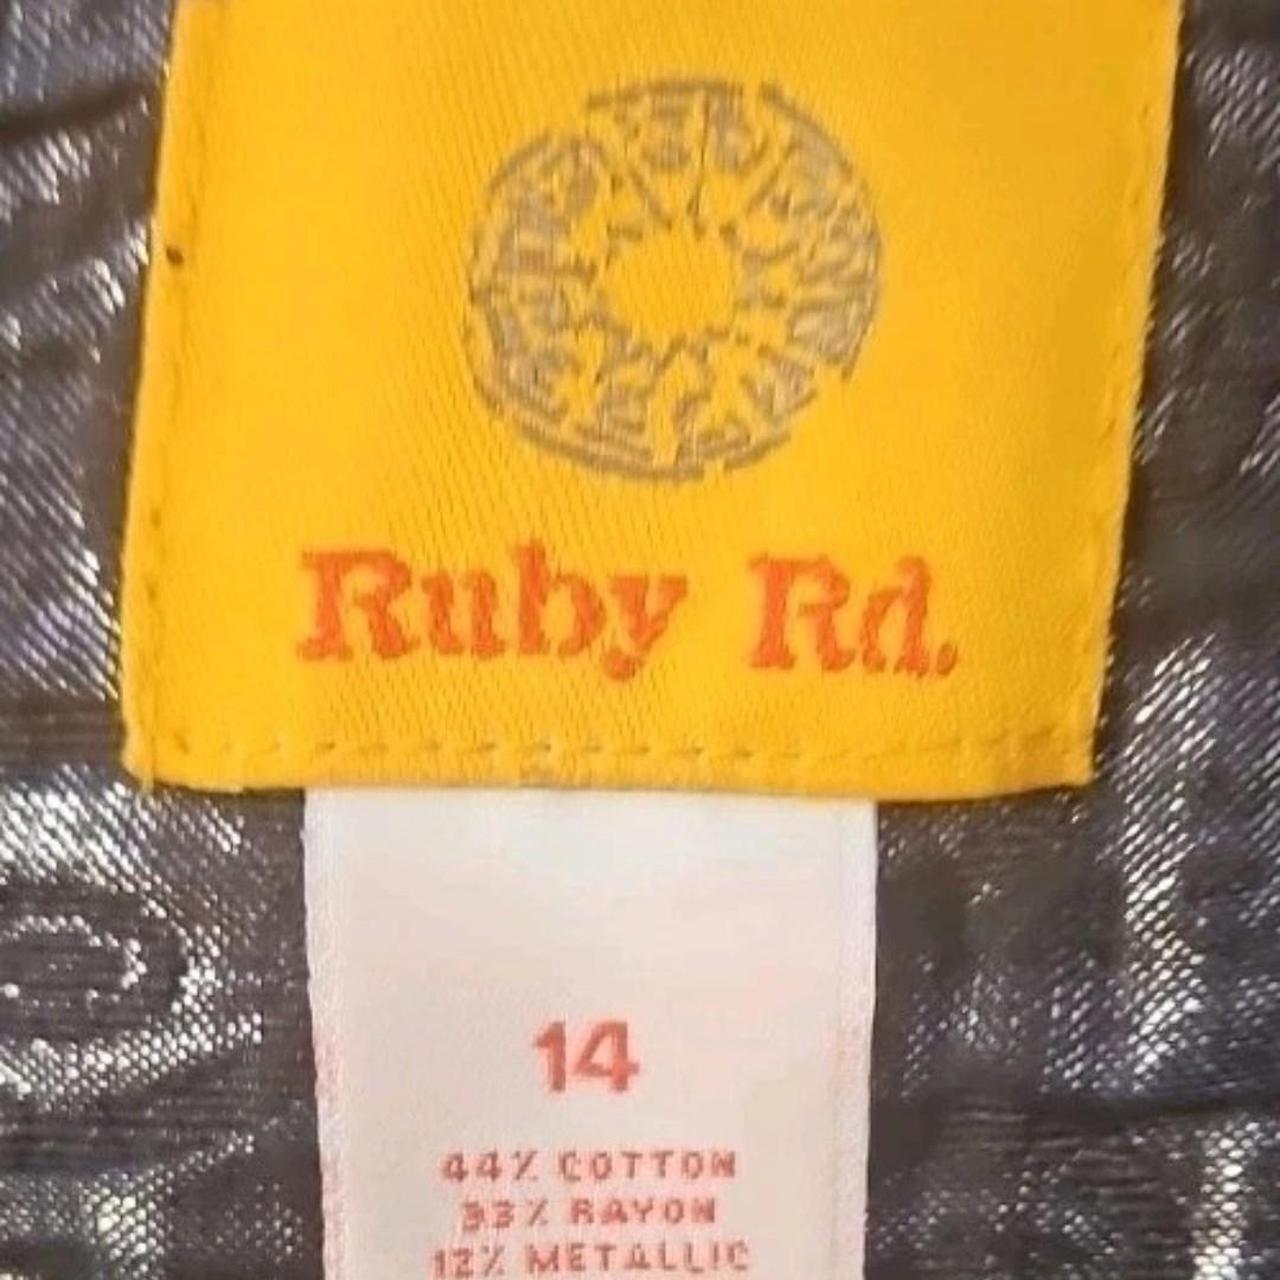 Ruby Rd.
14
44% COTTON
33% RAYON
12% METALLIC